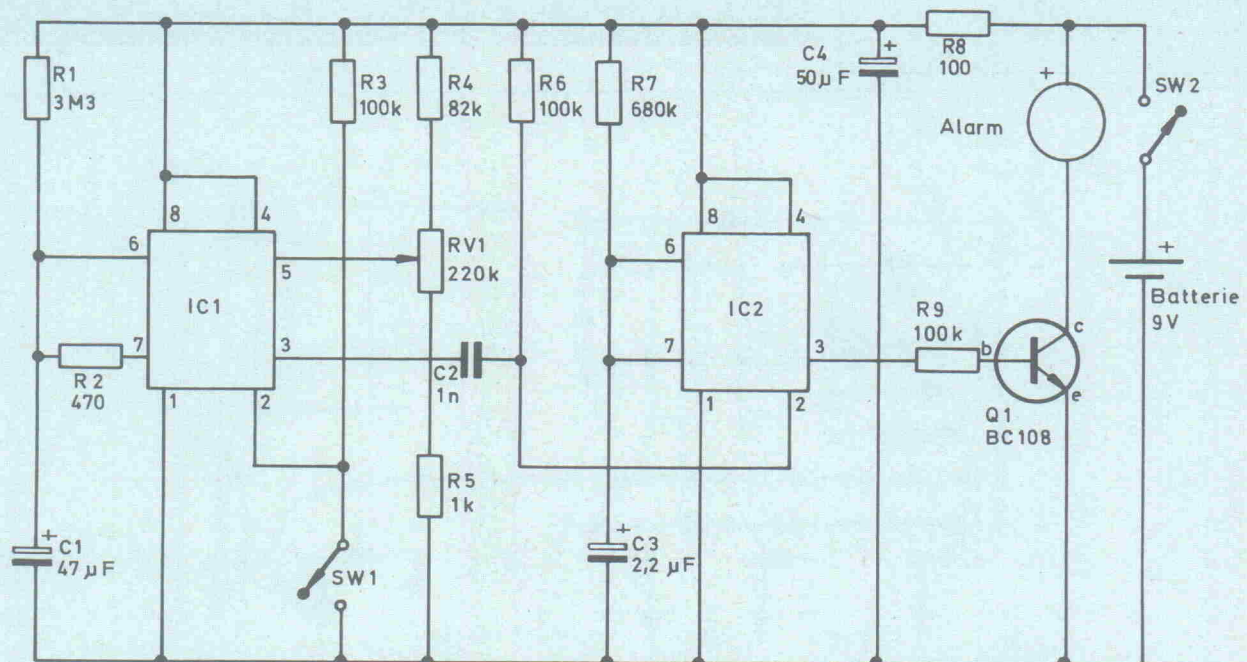 R1
3M3
R3
100k
R4
82k
R6
100k
R7
680k
C4
+
50µF
R8
100
+
Alarm
SW2
8
4
8
4
6
5
RV1
220k
6
IC1
IC2
+
Batterie
9V
7
R2
470
3
C2
1n
7
3
R9
100k
b
c
e
Q1
BC108
1
2
1
2
R5
1k
+
C1
47µF
SW1
+
C3
2,2 µF